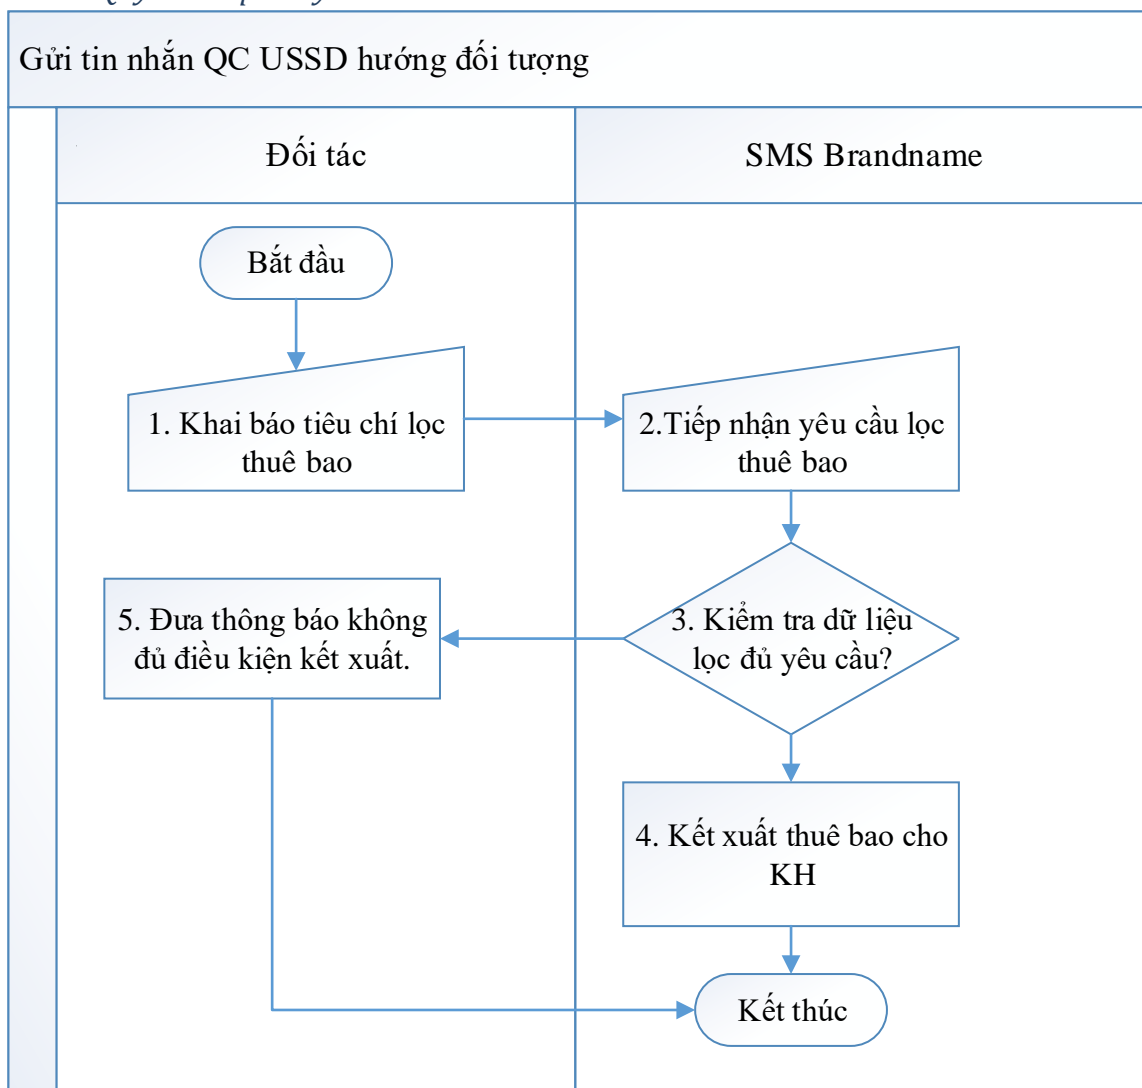 Gửi tin nhắn QC USSD hướng đối tượng
Đối tác
SMS Brandname
Bắt đầu
1. Khai báo tiêu chí lọc
thuê bao
2.Tiếp nhận yêu cầu lọc
thuê bao
3. Kiểm tra dữ liệu
lọc đủ yêu cầu?
5. Đưa thông báo không
đủ điều kiện kết xuất.
4. Kết xuất thuê bao cho
KH
Kết thúc